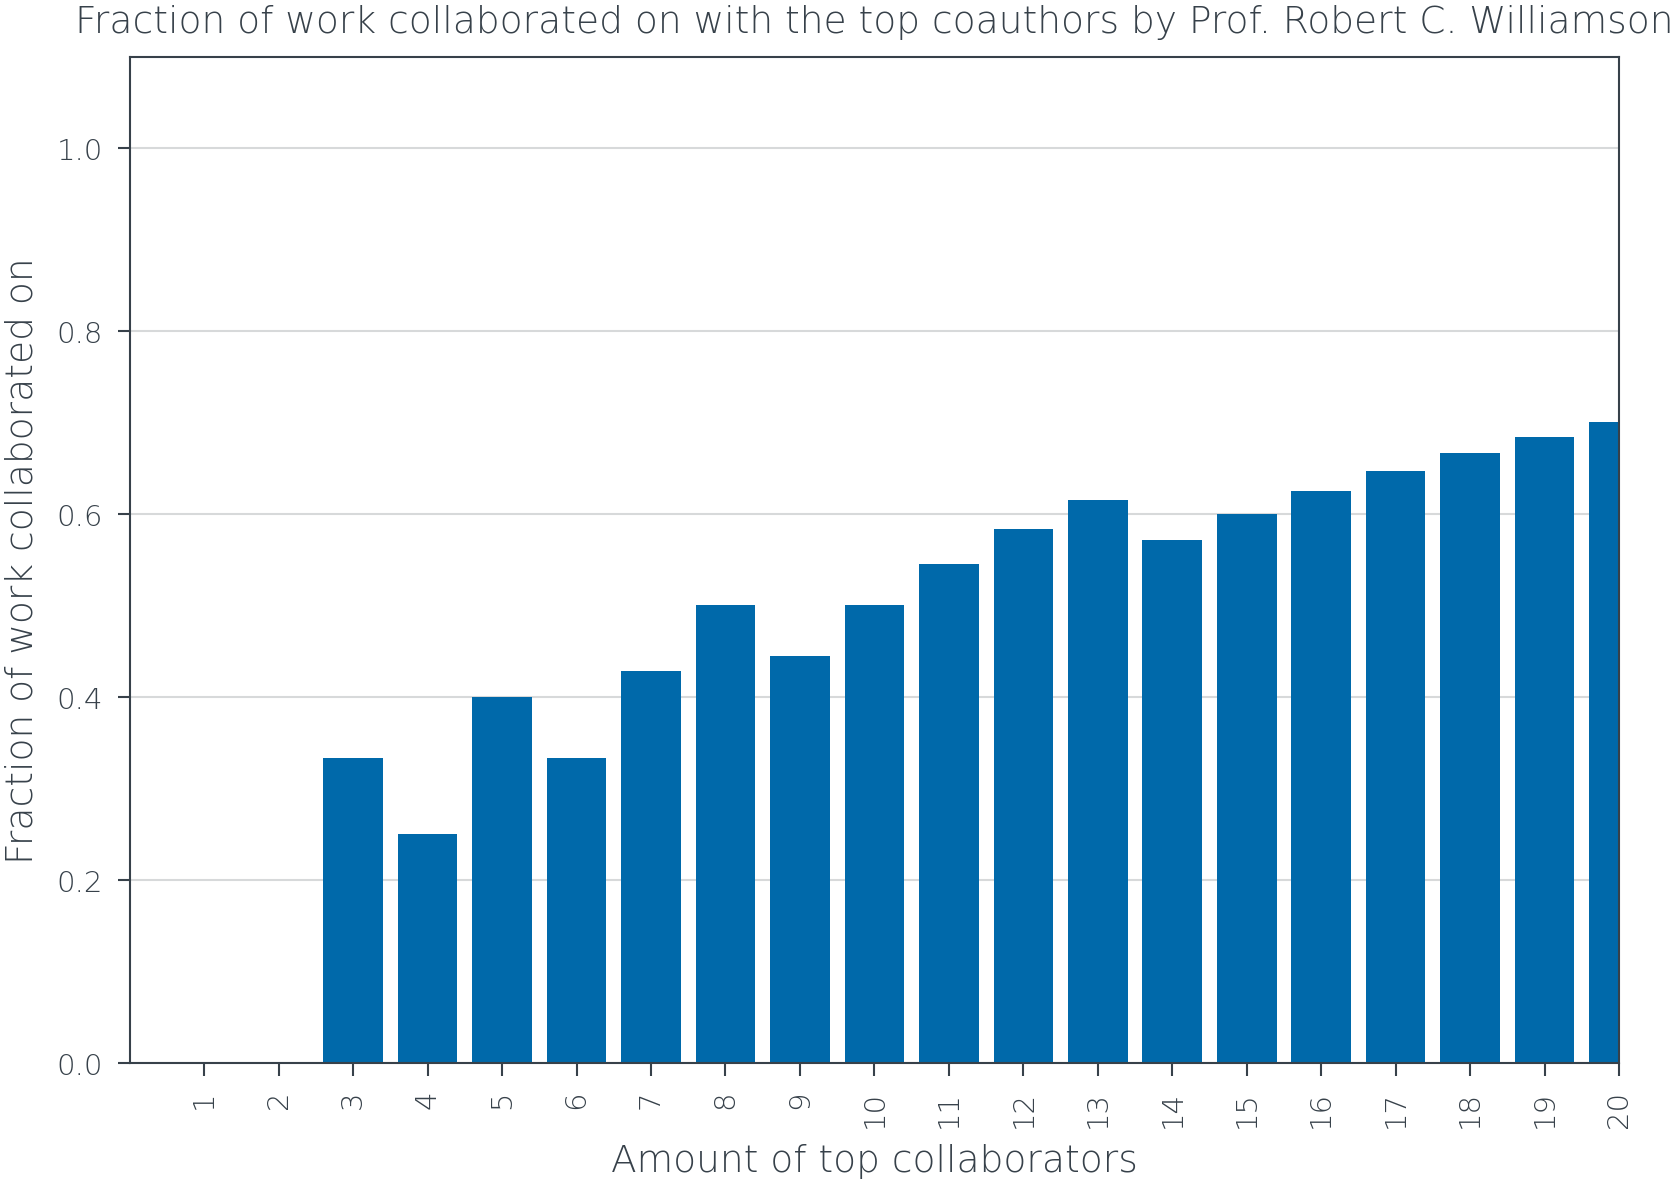 Fraction of work collaborated on with the top coauthors by Prof. Robert C. Williamson
Fraction of work collaborated on
1.0
0.8
0.6
0.4
0.2
0.0
1 2 3 4 5 6 7 8 9 10 11 12 13 14 15 16 17 18 19 20
Amount of top collaborators